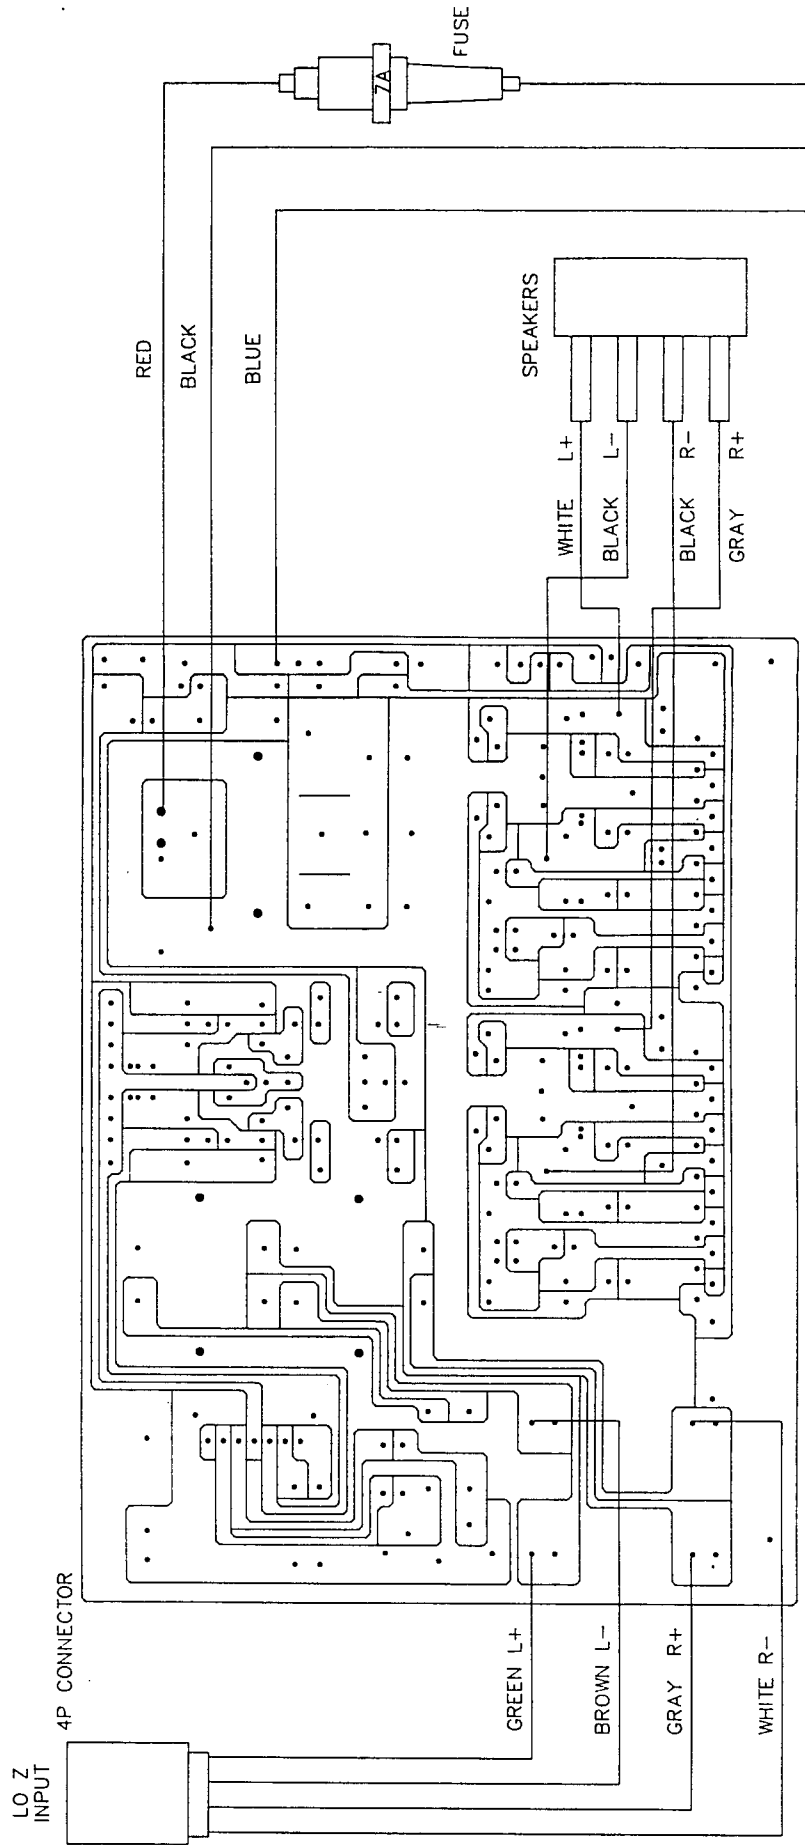 LO Z
INPUT
4P CONNECTOR
GREEN L+
BROWN L-
GRAY R+
WHITE R-
RED
BLACK
BLUE
7A
FUSE
SPEAKERS
WHITE L+
BLACK L-
BLACK R-
GRAY R+